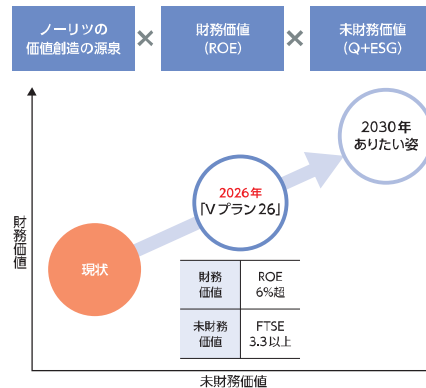 ノーリツの
価値創造の源泉
×
財務価値
(ROE)
×
未財務価値
(Q+ESG)
2030年
ありたい姿
2026年
「Vプラン26」
現状
財務価値
財務
価値
ROE
6%超
未財務
価値
FTSE
3.3以上
未財務価値